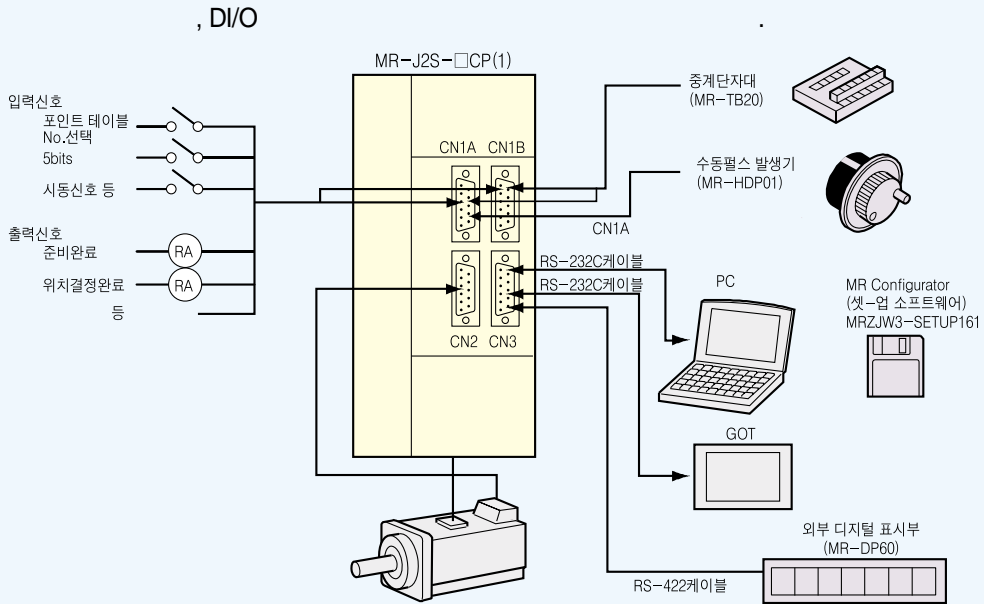 , DI/O .
MR-J2S-□CP(1)
입력신호
포인트 테이블
No.선택
5bits
시동신호 등
출력신호
준비완료
RA
위치결정완료
RA
등
CN1A CN1B
CN2 CN3
중계단자대
(MR-TB20)
수동펄스 발생기
(MR-HDP01)
CN1A
RS-232C케이블
RS-232C케이블
PC
MR Configurator
(셋-업 소프트웨어)
MRZJW3-SETUP161
GOT
외부 디지털 표시부
(MR-DP60)
RS-422케이블